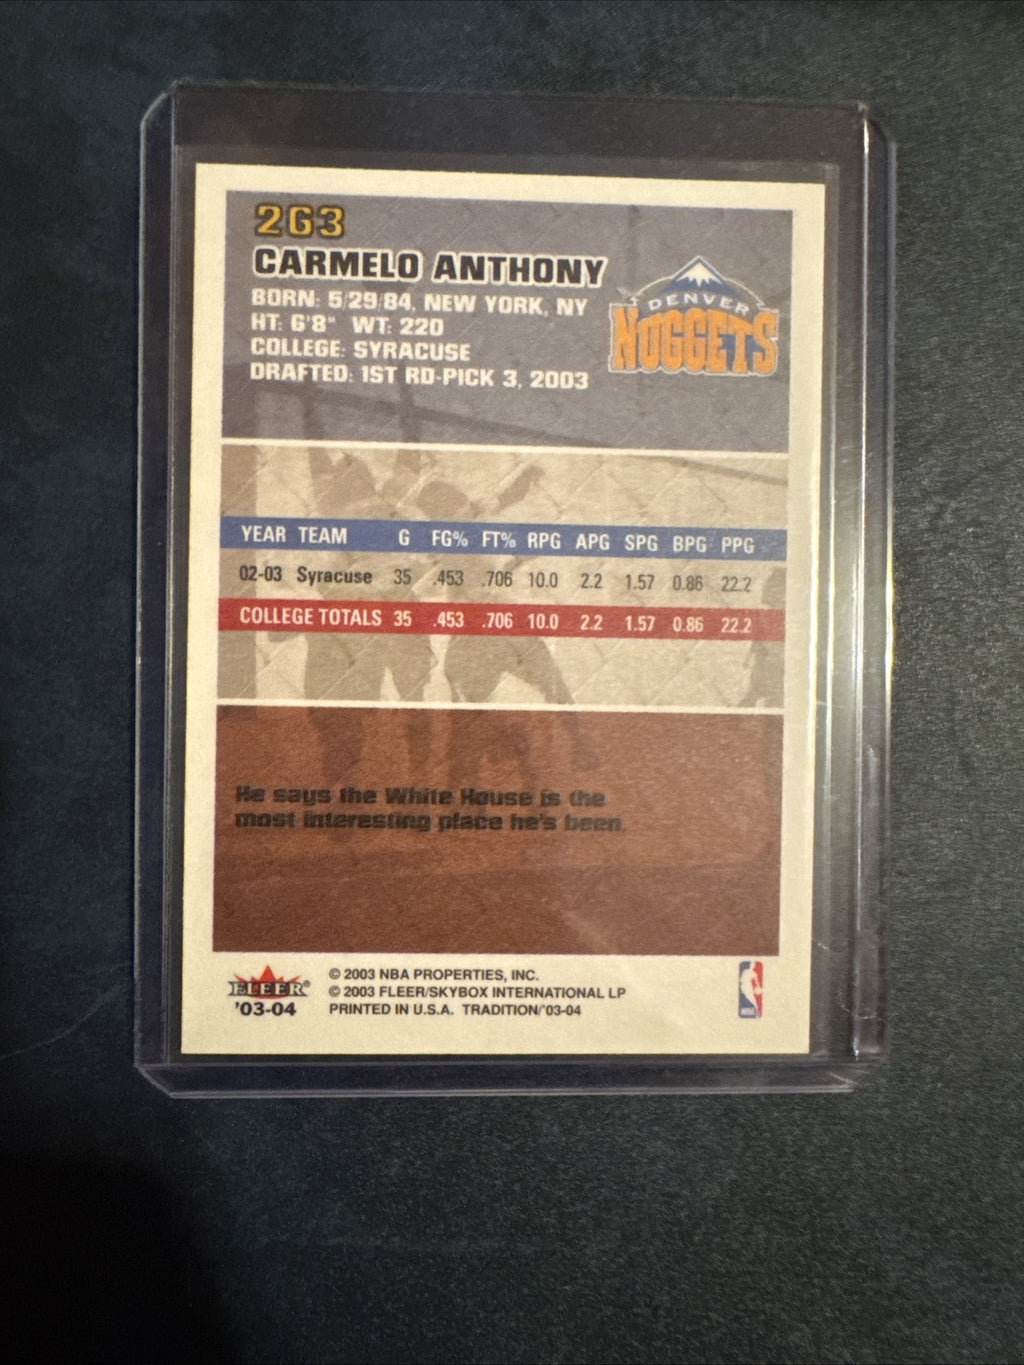 263
CARMELO ANTHONY
BORN: 5/29/84, NEW YORK, NY
HT: 6'8" WT: 220
COLLEGE: SYRACUSE
DRAFTED: 1ST RD-PICK 3, 2003
DENVER
NUGGETS
YEAR TEAM G FG% FT% RPG APG SPG BPG PPG
02-03 Syracuse 35 .453 .706 10.0 2.2 1.57 0.86 22.2
COLLEGE TOTALS 35 .453 .706 10.0 2.2 1.57 0.86 22.2
He says the White House is the
most interesting place he's been.
FLEER®
'03-04
© 2003 NBA PROPERTIES, INC.
© 2003 FLEER/SKYBOX INTERNATIONAL LP
PRINTED IN U.S.A. TRADITION/'03-04
NBA